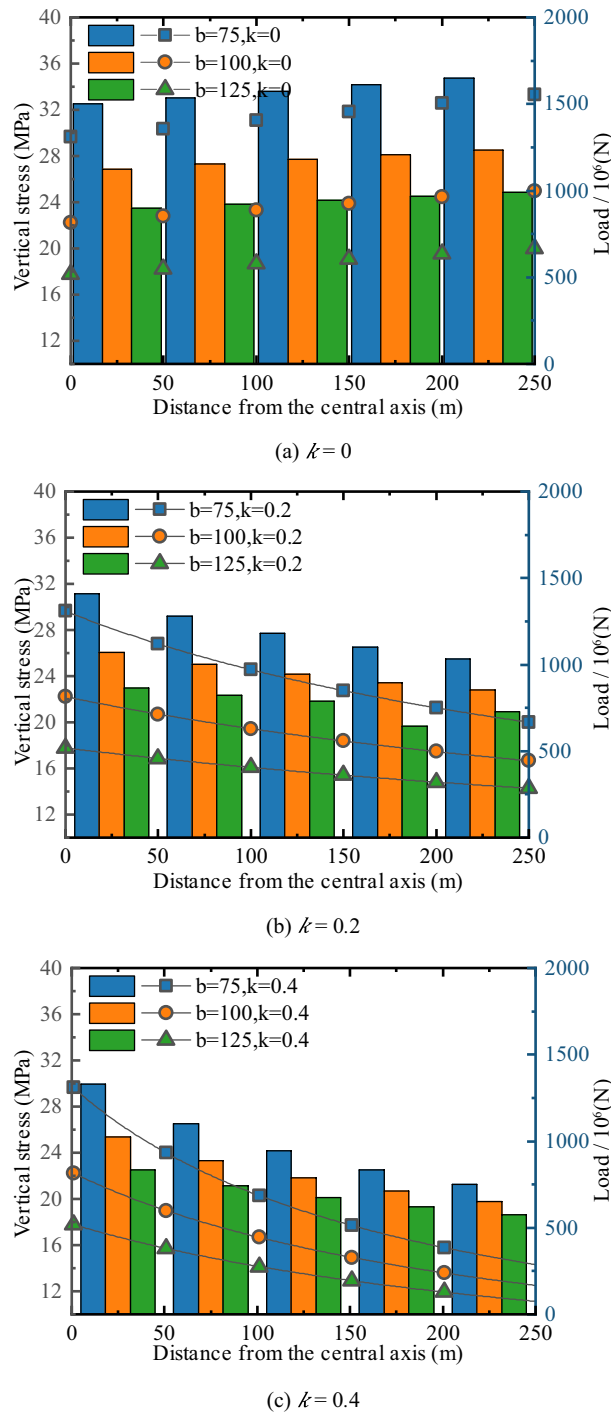 40
36
32
28
24
20
16
12
Vertical stress (MPa)
b=75,k=0
b=100,k=0
b=125,k=0
2000
1500
1000
500
0
Load / 10⁶(N)
0 50 100 150 200 250
Distance from the central axis (m)
(a) k = 0
40
36
32
28
24
20
16
12
Vertical stress (MPa)
b=75,k=0.2
b=100,k=0.2
b=125,k=0.2
2000
1500
1000
500
0
Load / 10⁶(N)
0 50 100 150 200 250
Distance from the central axis (m)
(b) k = 0.2
40
36
32
28
24
20
16
12
Vertical stress (MPa)
b=75,k=0.4
b=100,k=0.4
b=125,k=0.4
2000
1500
1000
500
0
Load / 10⁶(N)
0 50 100 150 200 250
Distance from the central axis (m)
(c) k = 0.4